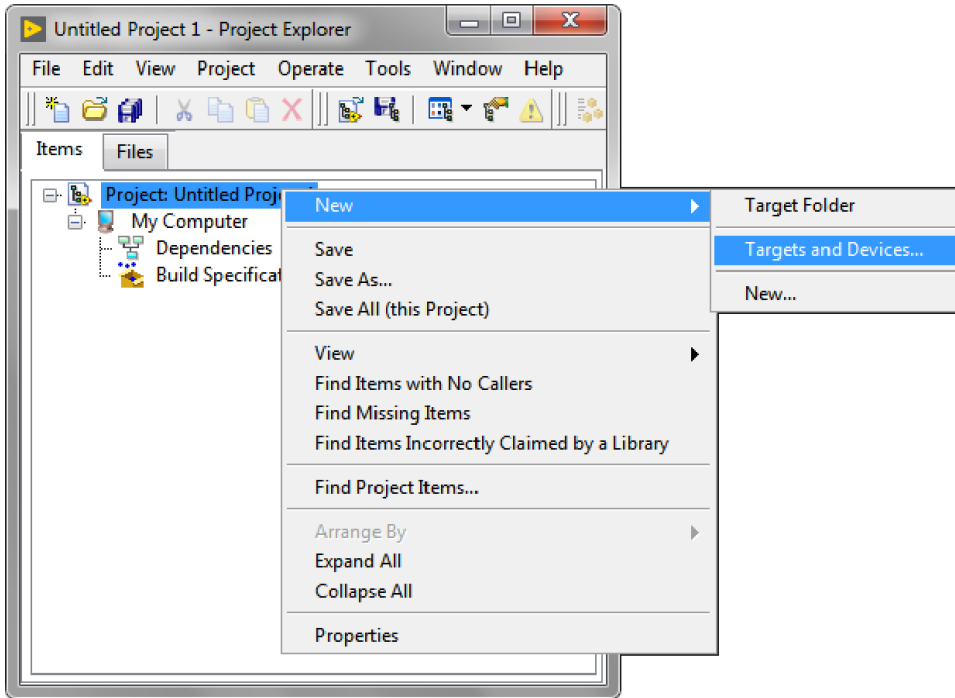 Untitled Project 1 - Project Explorer
File Edit View Project Operate Tools Window Help
Items Files
Project: Untitled Proj
My Computer
Dependencies
Build Specificat
New
Save
Save As...
Save All (this Project)
View
Find Items with No Callers
Find Missing Items
Find Items Incorrectly Claimed by a Library
Find Project Items...
Arrange By
Expand All
Collapse All
Properties
Target Folder
Targets and Devices...
New...